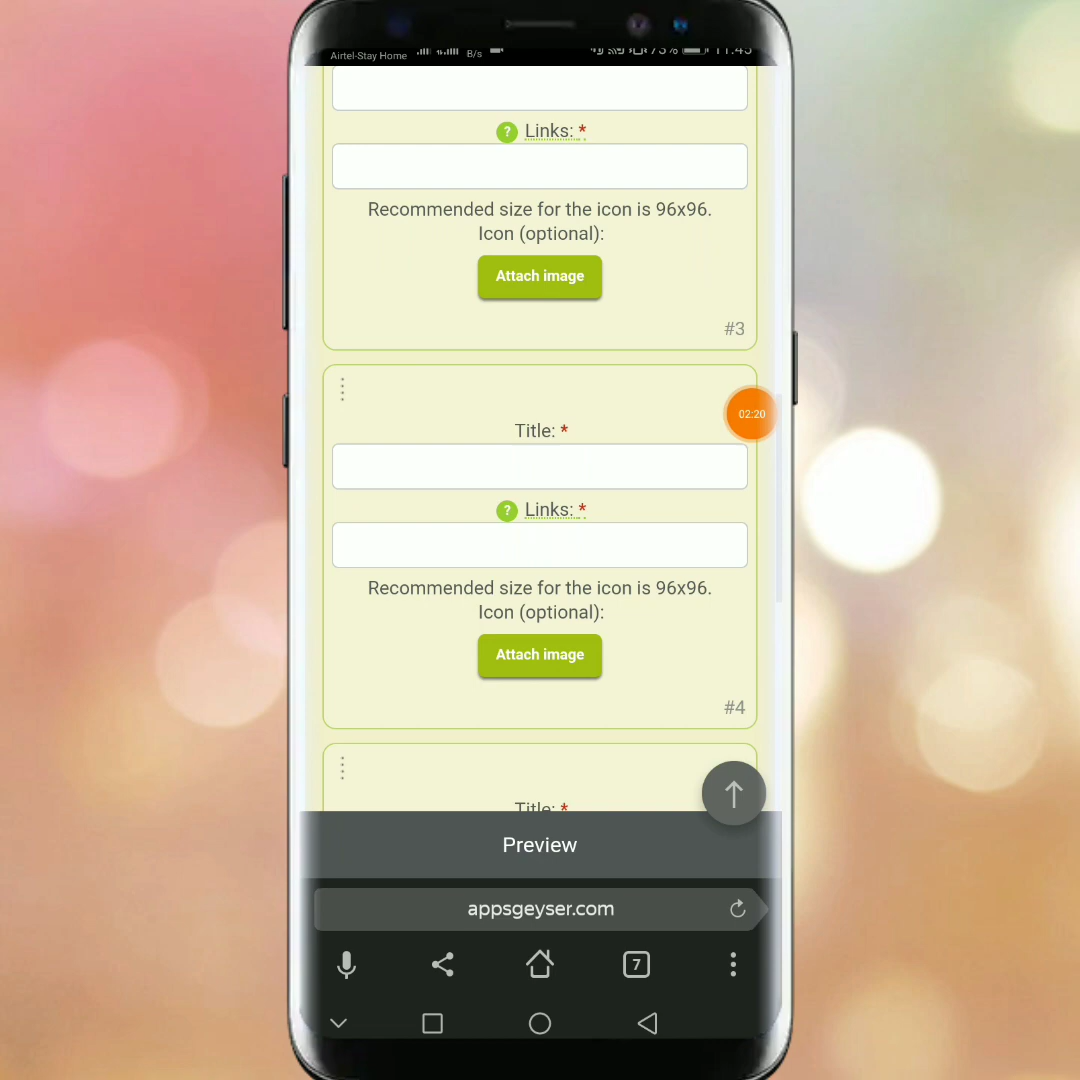 Airtel-Stay Home B/s 73% 11:45
? Links: *
Recommended size for the icon is 96x96.
Icon (optional):
Attach image
#3
Title: *
02:20
? Links: *
Recommended size for the icon is 96x96.
Icon (optional):
Attach image
#4
Title: *
Preview
appsgeyser.com
7